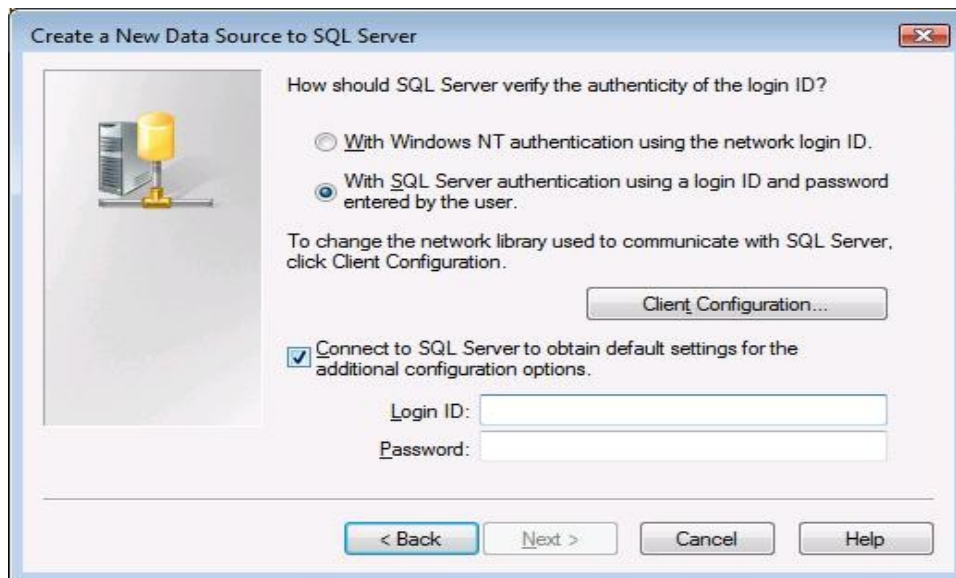 Create a New Data Source to SQL Server
How should SQL Server verify the authenticity of the login ID?
With Windows NT authentication using the network login ID.
With SQL Server authentication using a login ID and password
entered by the user.
To change the network library used to communicate with SQL Server,
click Client Configuration.
Client Configuration...
Connect to SQL Server to obtain default settings for the
additional configuration options.
Login ID:
Password:
< Back
Next >
Cancel
Help